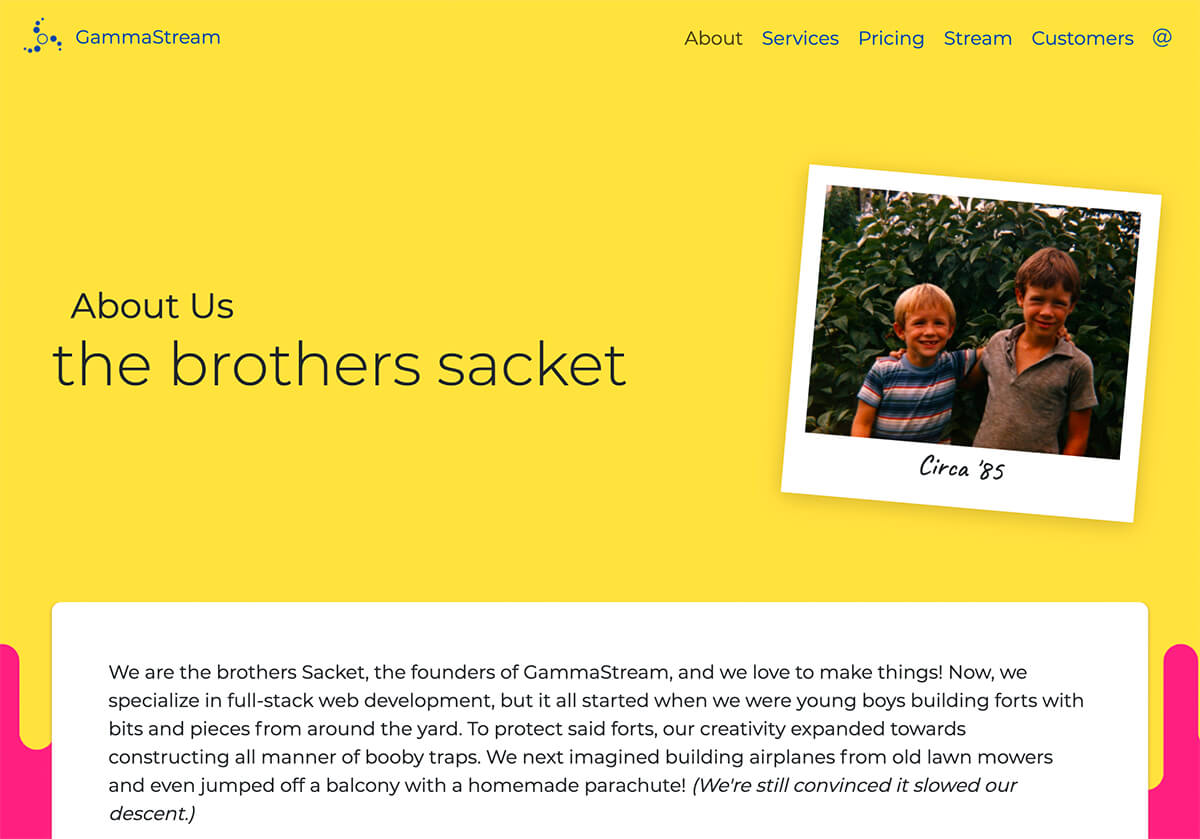 GammaStream
About Services Pricing Stream Customers @
About Us
the brothers sacket
Circa '85
We are the brothers Sacket, the founders of GammaStream, and we love to make things! Now, we
specialize in full-stack web development, but it all started when we were young boys building forts with
bits and pieces from around the yard. To protect said forts, our creativity expanded towards
constructing all manner of booby traps. We next imagined building airplanes from old lawn mowers
and even jumped off a balcony with a homemade parachute! (We're still convinced it slowed our
descent.)